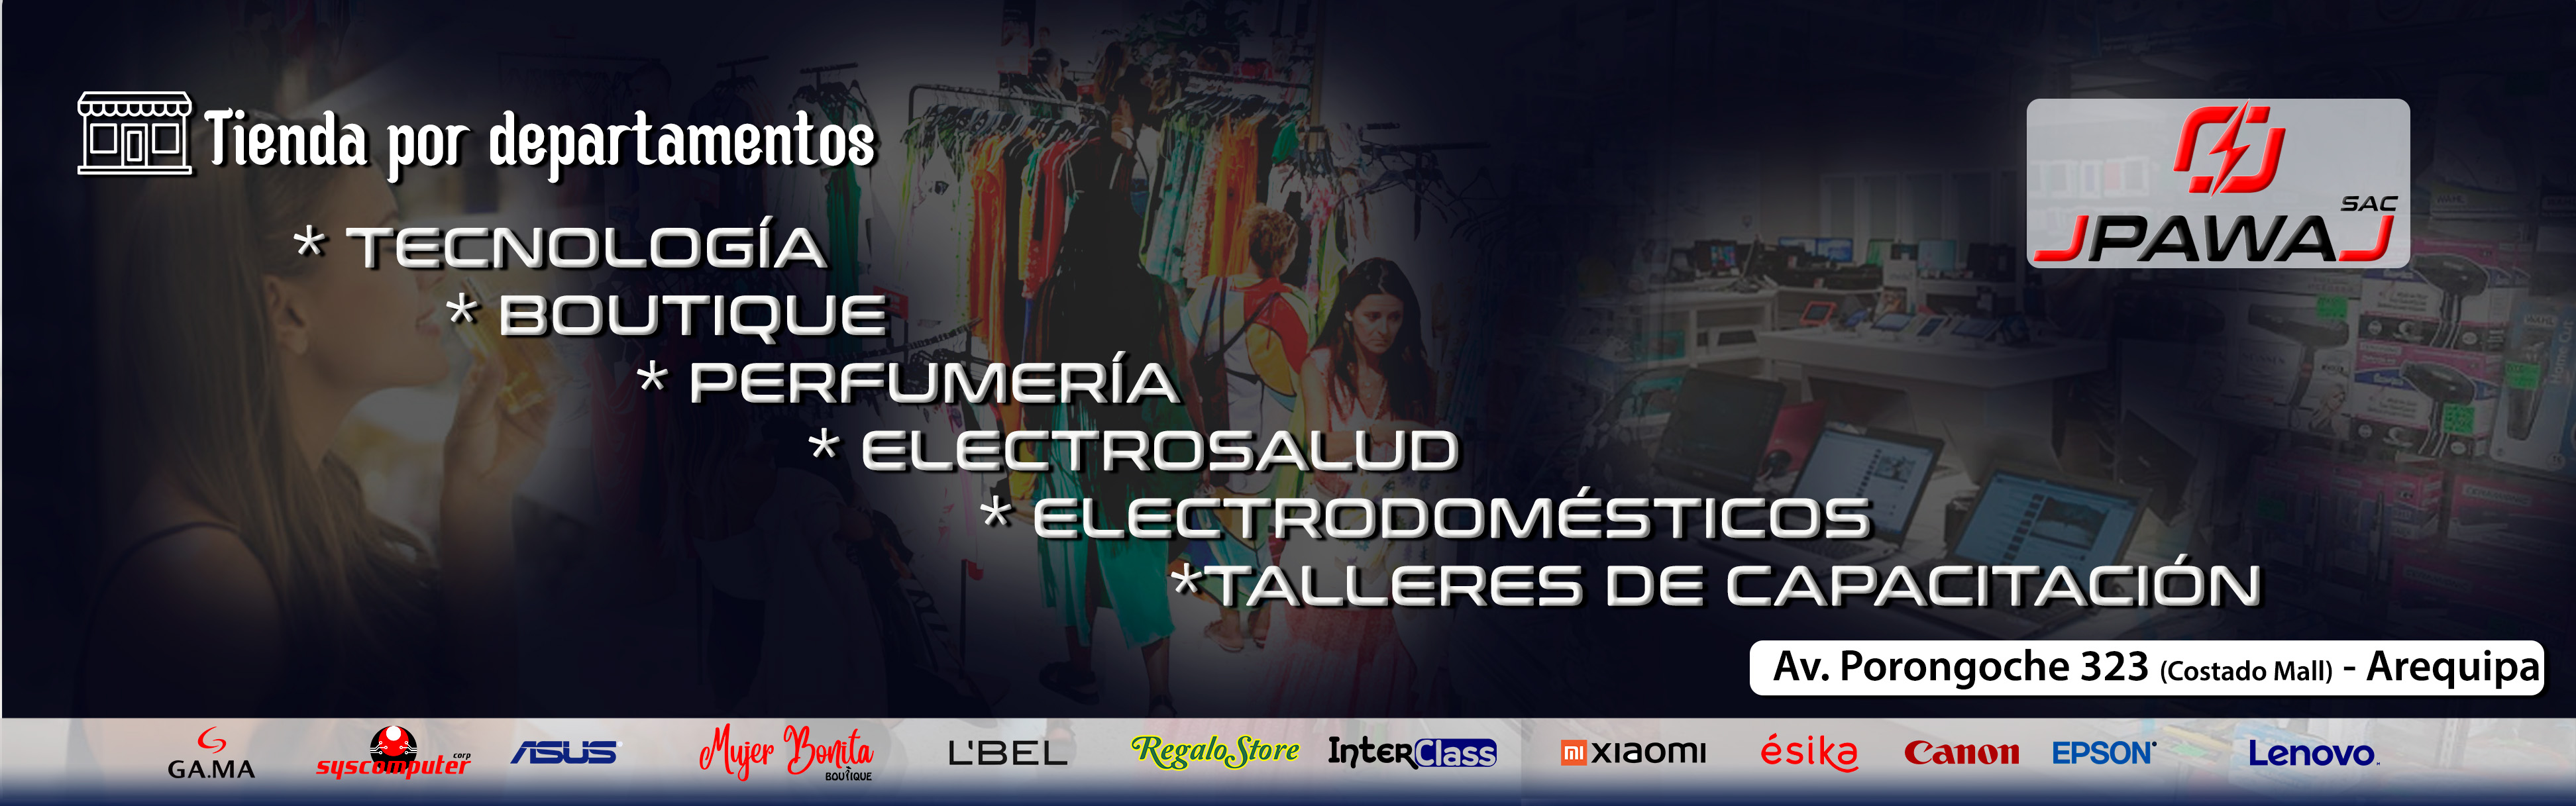 Tienda por departamentos
* TECNOLOGÍA
* BOUTIQUE
* PERFUMERÍA
* ELECTROSALUD
* ELECTRODOMÉSTICOS
*TALLERES DE CAPACITACIÓN
SAC
JPAWAJ
Av. Porongoche 323 (Costado Mall) - Arequipa
GA.MA
syscomputer corp
ASUS
Mujer Bonita
BOUTIQUE
L'BEL
Regalo Store
InterClass
mi xiaomi
ésika
Canon
EPSON
Lenovo